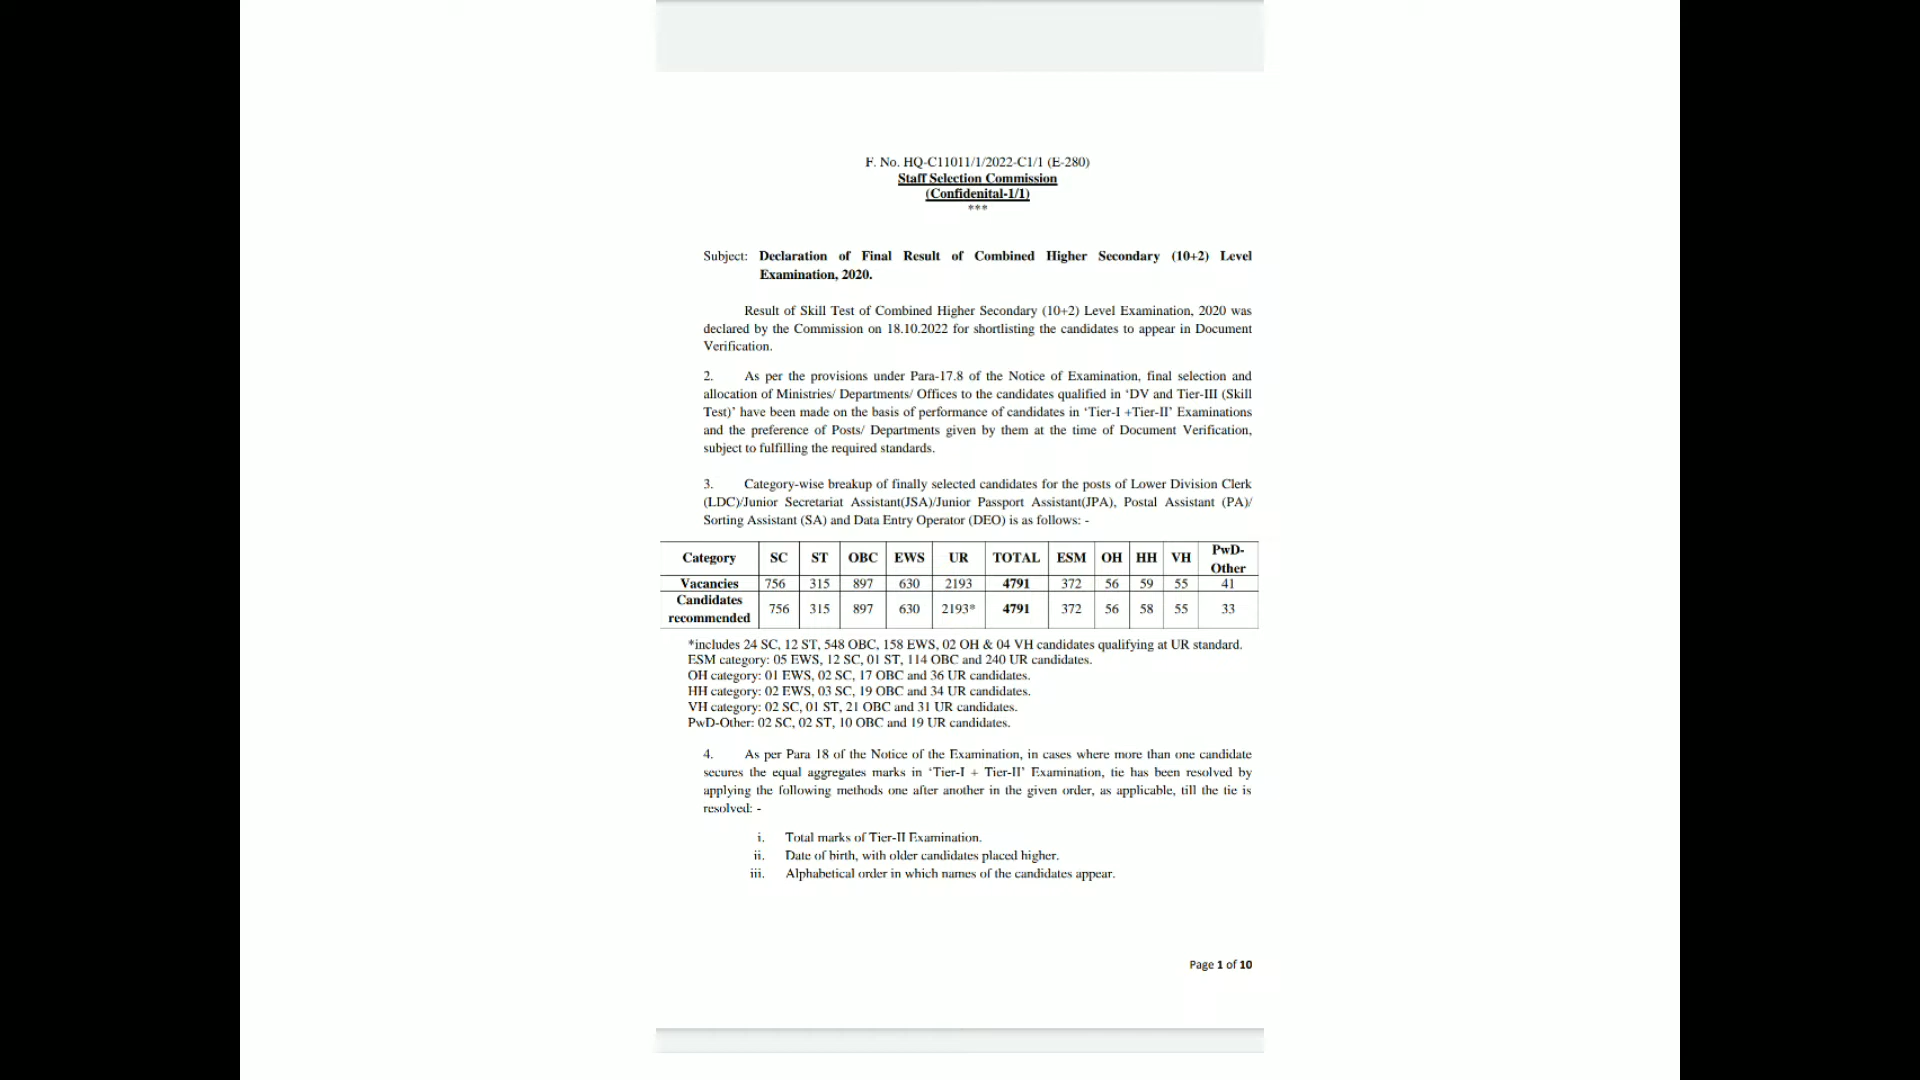 F. No. HQ-C11011/1/2022-C1/1 (E-280)
Staff Selection Commission
(Confidenital-1/1)
***
Subject: Declaration of Final Result of Combined Higher Secondary (10+2) Level
Examination, 2020.
Result of Skill Test of Combined Higher Secondary (10+2) Level Examination, 2020 was
declared by the Commission on 18.10.2022 for shortlisting the candidates to appear in Document
Verification.
2. As per the provisions under Para-17.8 of the Notice of Examination, final selection and
allocation of Ministries/ Departments/ Offices to the candidates qualified in ‘DV and Tier-III (Skill
Test)’ have been made on the basis of performance of candidates in ‘Tier-I +Tier-II’ Examinations
and the preference of Posts/ Departments given by them at the time of Document Verification,
subject to fulfilling the required standards.
3. Category-wise breakup of finally selected candidates for the posts of Lower Division Clerk
(LDC)/Junior Secretariat Assistant(JSA)/Junior Passport Assistant(JPA), Postal Assistant (PA)/
Sorting Assistant (SA) and Data Entry Operator (DEO) is as follows: -
Category SC ST OBC EWS UR TOTAL ESM OH HH VH PwD-
Other
Vacancies 756 315 897 630 2193 4791 372 56 59 55 41
Candidates
recommended 756 315 897 630 2193* 4791 372 56 58 55 33
*includes 24 SC, 12 ST, 548 OBC, 158 EWS, 02 OH & 04 VH candidates qualifying at UR standard.
ESM category: 05 EWS, 12 SC, 01 ST, 114 OBC and 240 UR candidates.
OH category: 01 EWS, 02 SC, 17 OBC and 36 UR candidates.
HH category: 02 EWS, 03 SC, 19 OBC and 34 UR candidates.
VH category: 02 SC, 01 ST, 21 OBC and 31 UR candidates.
PwD-Other: 02 SC, 02 ST, 10 OBC and 19 UR candidates.
4. As per Para 18 of the Notice of the Examination, in cases where more than one candidate
secures the equal aggregates marks in ‘Tier-I + Tier-II’ Examination, tie has been resolved by
applying the following methods one after another in the given order, as applicable, till the tie is
resolved: -
i. Total marks of Tier-II Examination.
ii. Date of birth, with older candidates placed higher.
iii. Alphabetical order in which names of the candidates appear.
Page 1 of 10